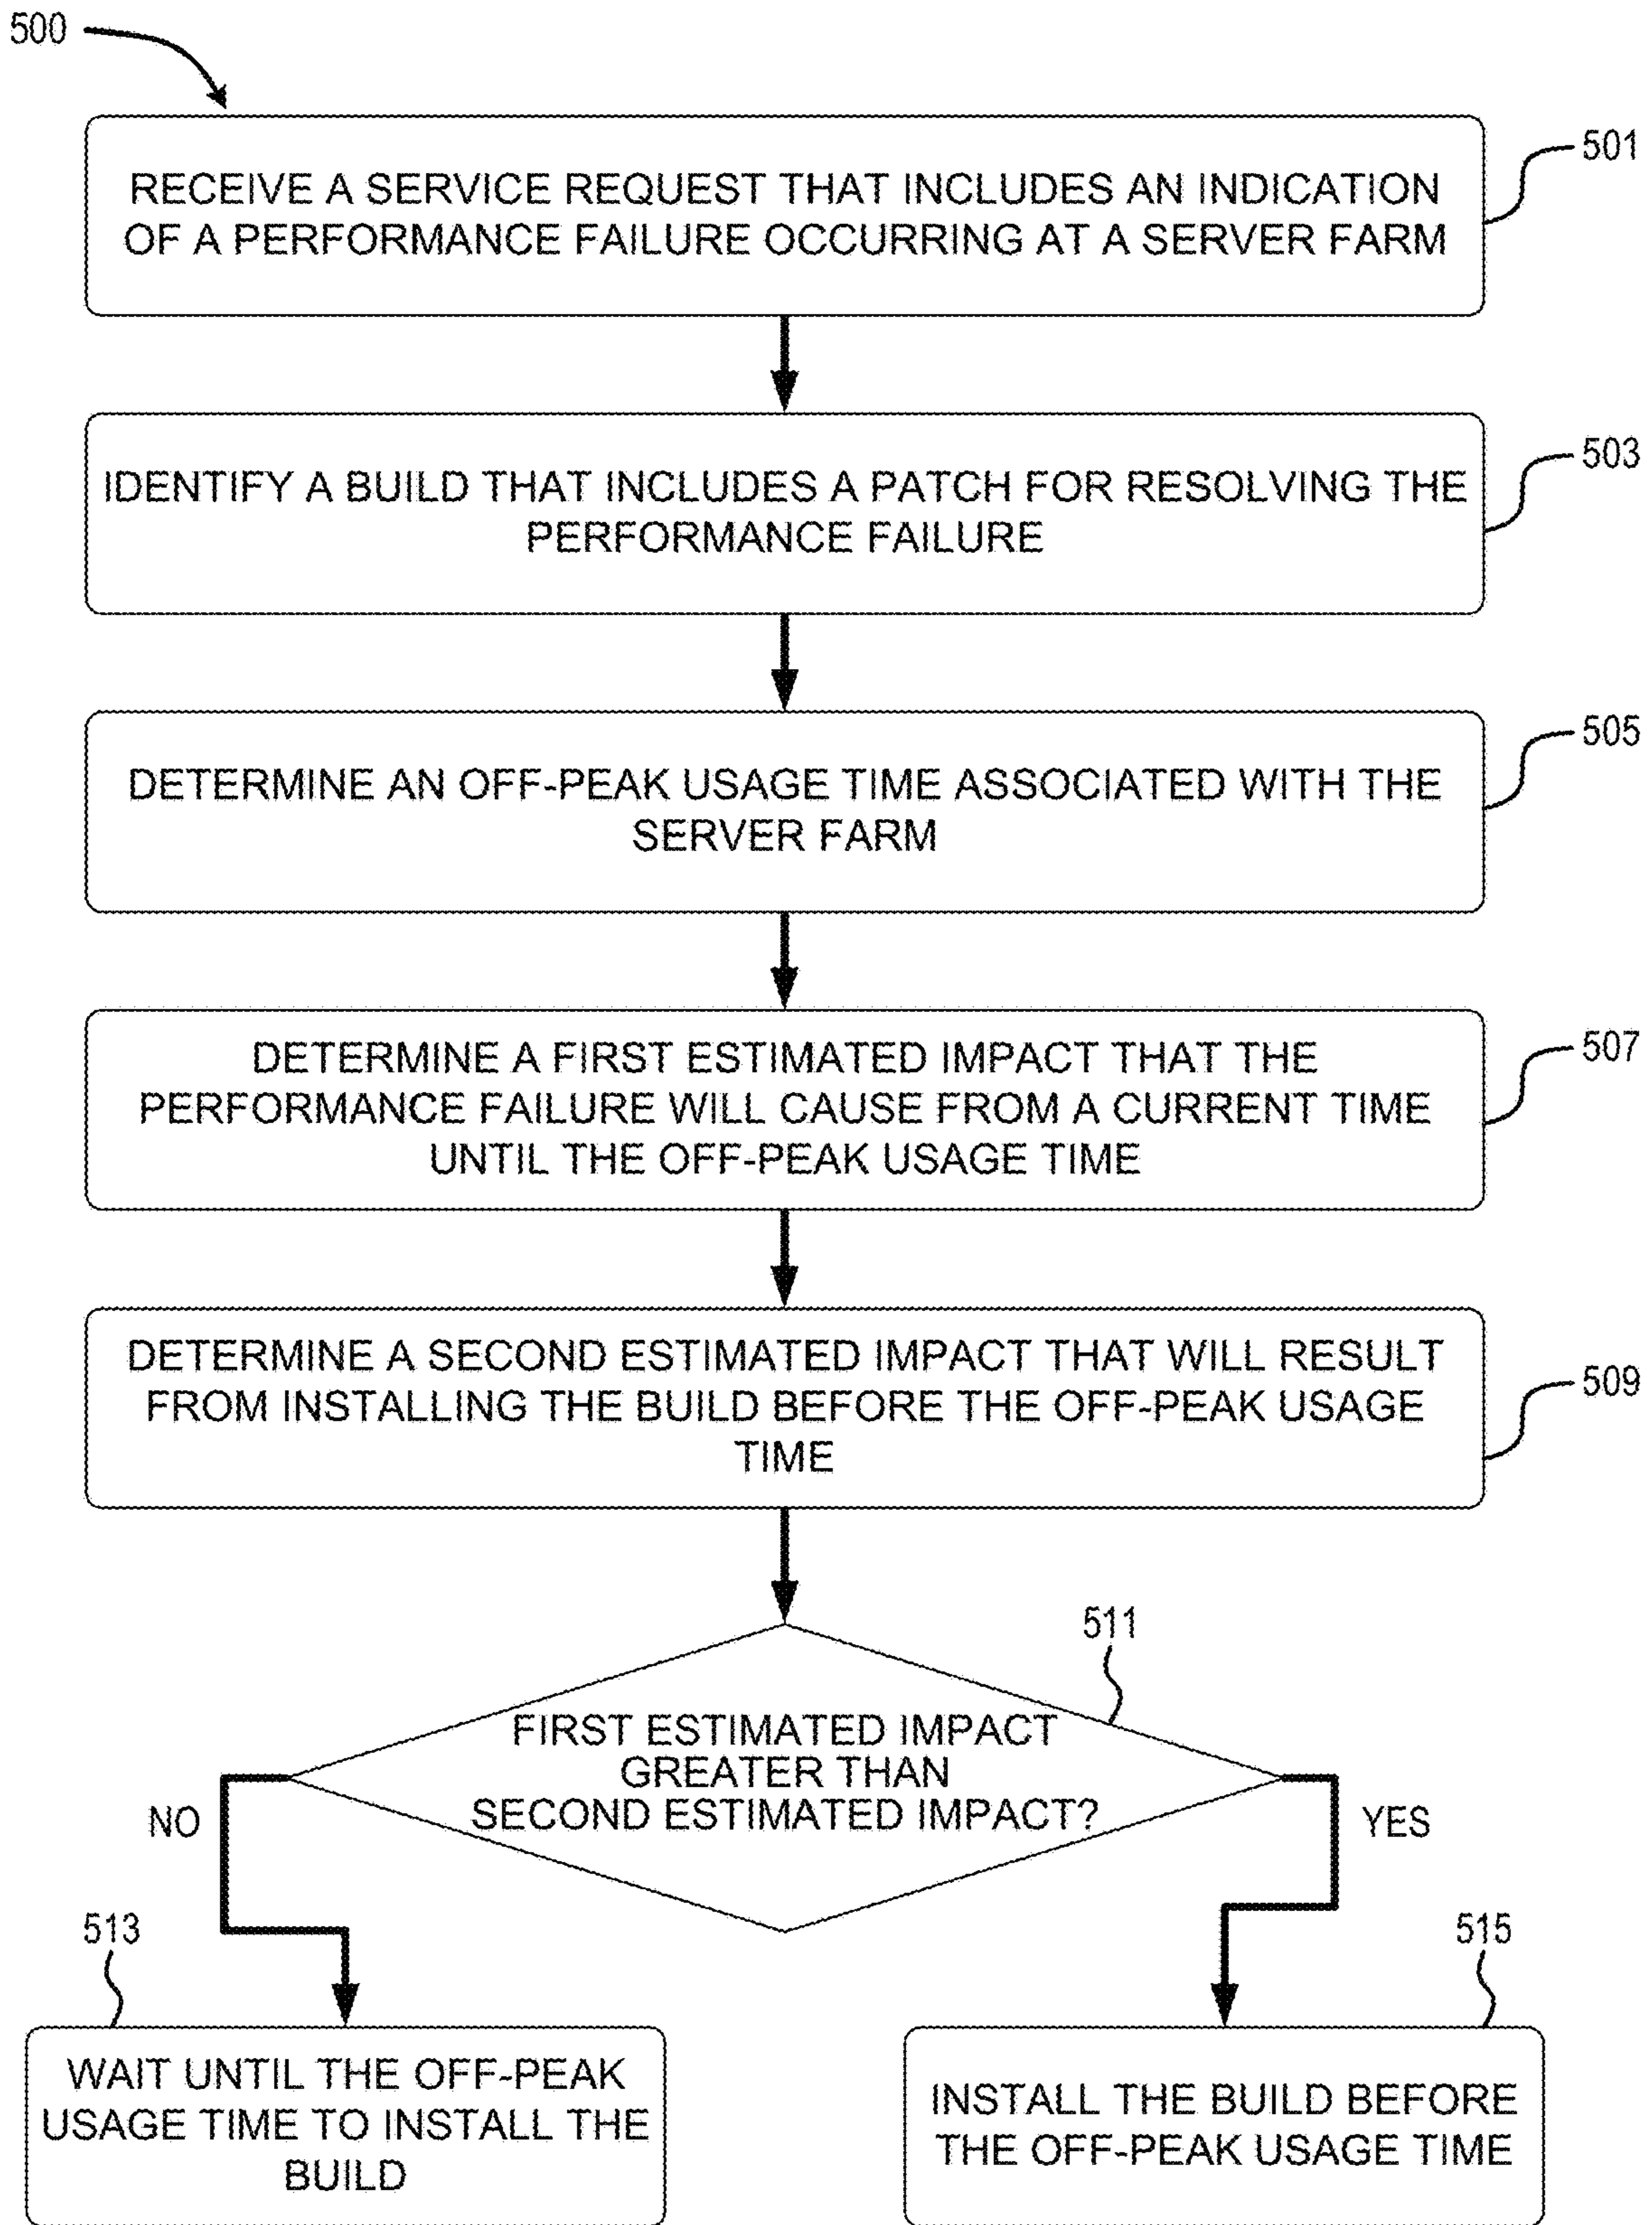 500
501
RECEIVE A SERVICE REQUEST THAT INCLUDES AN INDICATION
OF A PERFORMANCE FAILURE OCCURRING AT A SERVER FARM
503
IDENTIFY A BUILD THAT INCLUDES A PATCH FOR RESOLVING THE
PERFORMANCE FAILURE
505
DETERMINE AN OFF-PEAK USAGE TIME ASSOCIATED WITH THE
SERVER FARM
507
DETERMINE A FIRST ESTIMATED IMPACT THAT THE
PERFORMANCE FAILURE WILL CAUSE FROM A CURRENT TIME
UNTIL THE OFF-PEAK USAGE TIME
509
DETERMINE A SECOND ESTIMATED IMPACT THAT WILL RESULT
FROM INSTALLING THE BUILD BEFORE THE OFF-PEAK USAGE
TIME
511
FIRST ESTIMATED IMPACT
GREATER THAN
SECOND ESTIMATED IMPACT?
NO
YES
513
WAIT UNTIL THE OFF-PEAK
USAGE TIME TO INSTALL THE
BUILD
515
INSTALL THE BUILD BEFORE
THE OFF-PEAK USAGE TIME